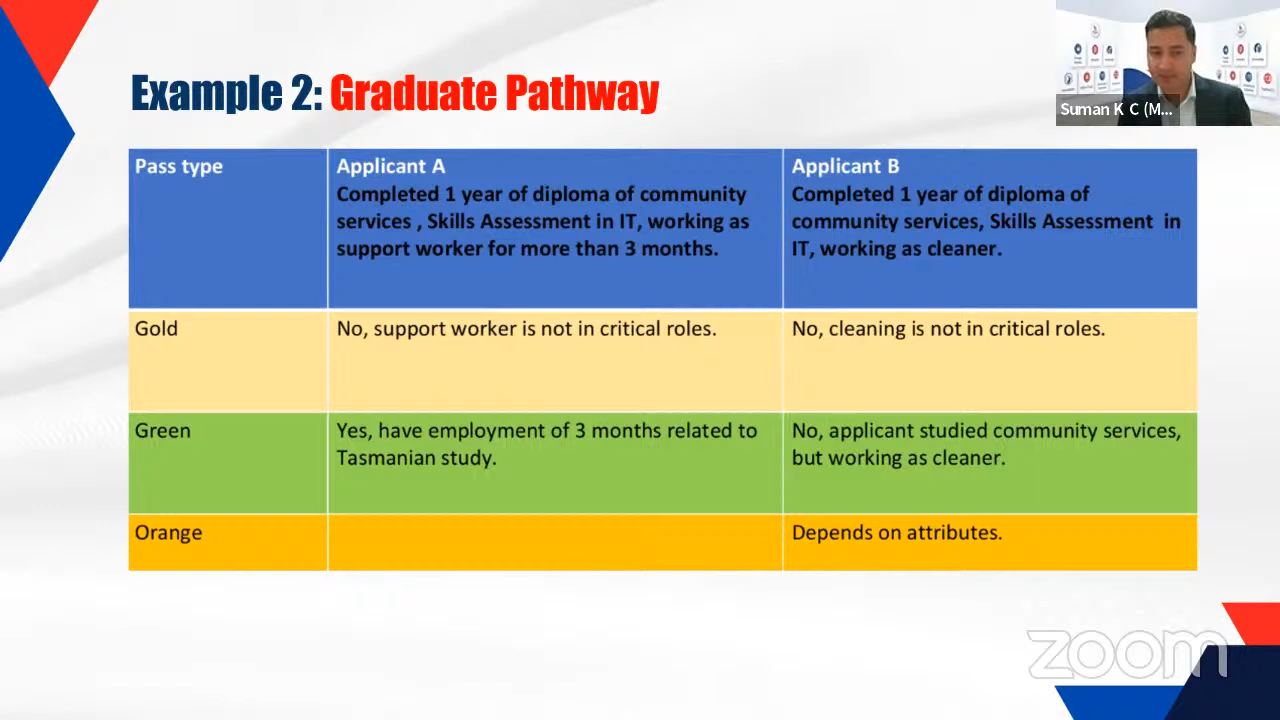 Example 2: Graduate Pathway
Suman K C (M...
Pass type
Applicant A
Completed 1 year of diploma of community
services , Skills Assessment in IT, working as
support worker for more than 3 months.
Applicant B
Completed 1 year of diploma of
community services, Skills Assessment in
IT, working as cleaner.
Gold
No, support worker is not in critical roles.
No, cleaning is not in critical roles.
Green
Yes, have employment of 3 months related to
Tasmanian study.
No, applicant studied community services,
but working as cleaner.
Orange
Depends on attributes.
zoom